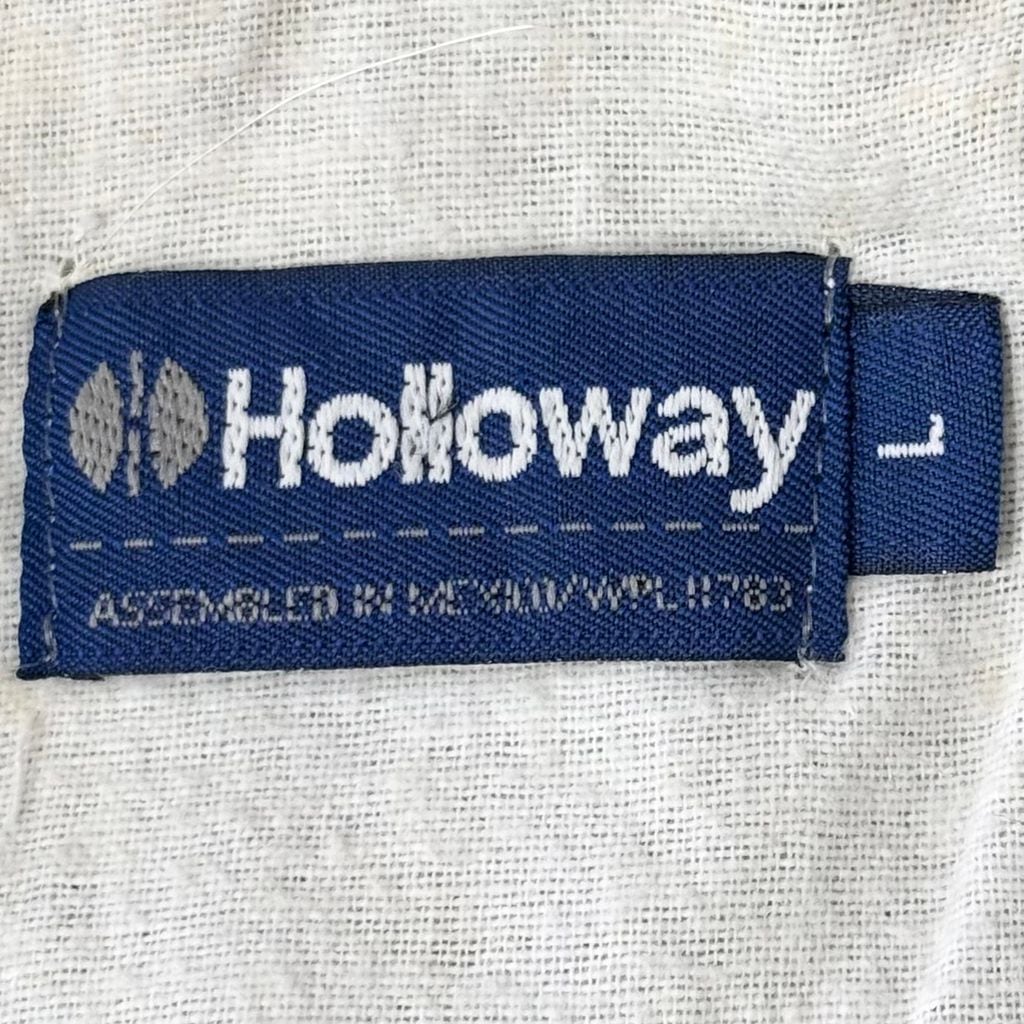 Holloway
L
ASSEMBLED IN MEXICO/WPL 11783